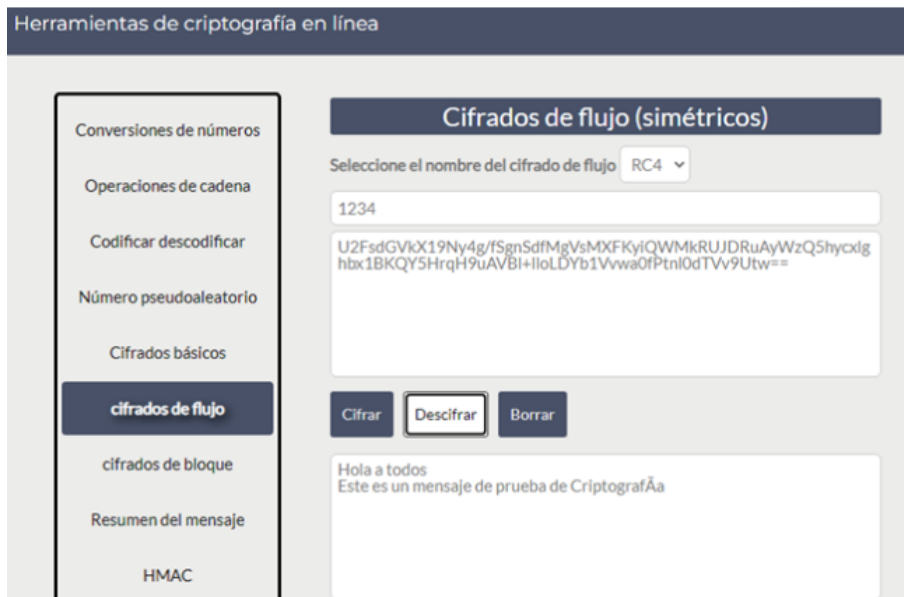 Herramientas de criptografía en línea
Conversiones de números
Operaciones de cadena
Codificar descodificar
Número pseudoaleatorio
Cifrados básicos
cifrados de flujo
cifrados de bloque
Resumen del mensaje
HMAC
Cifrados de flujo (simétricos)
Seleccione el nombre del cifrado de flujo RC4
1234
U2FsdGVkX19Ny4g/fSgnSdfMgVsMXFKyiQWMkRUJDRuAyWzQ5hycxlg
hbx1BKQY5HrqH9uAVBl+IloLDYb1Vvwa0fPtnl0dTVv9Utw==
Cifrar Descifrar Borrar
Hola a todos
Este es un mensaje de prueba de CriptografÃa